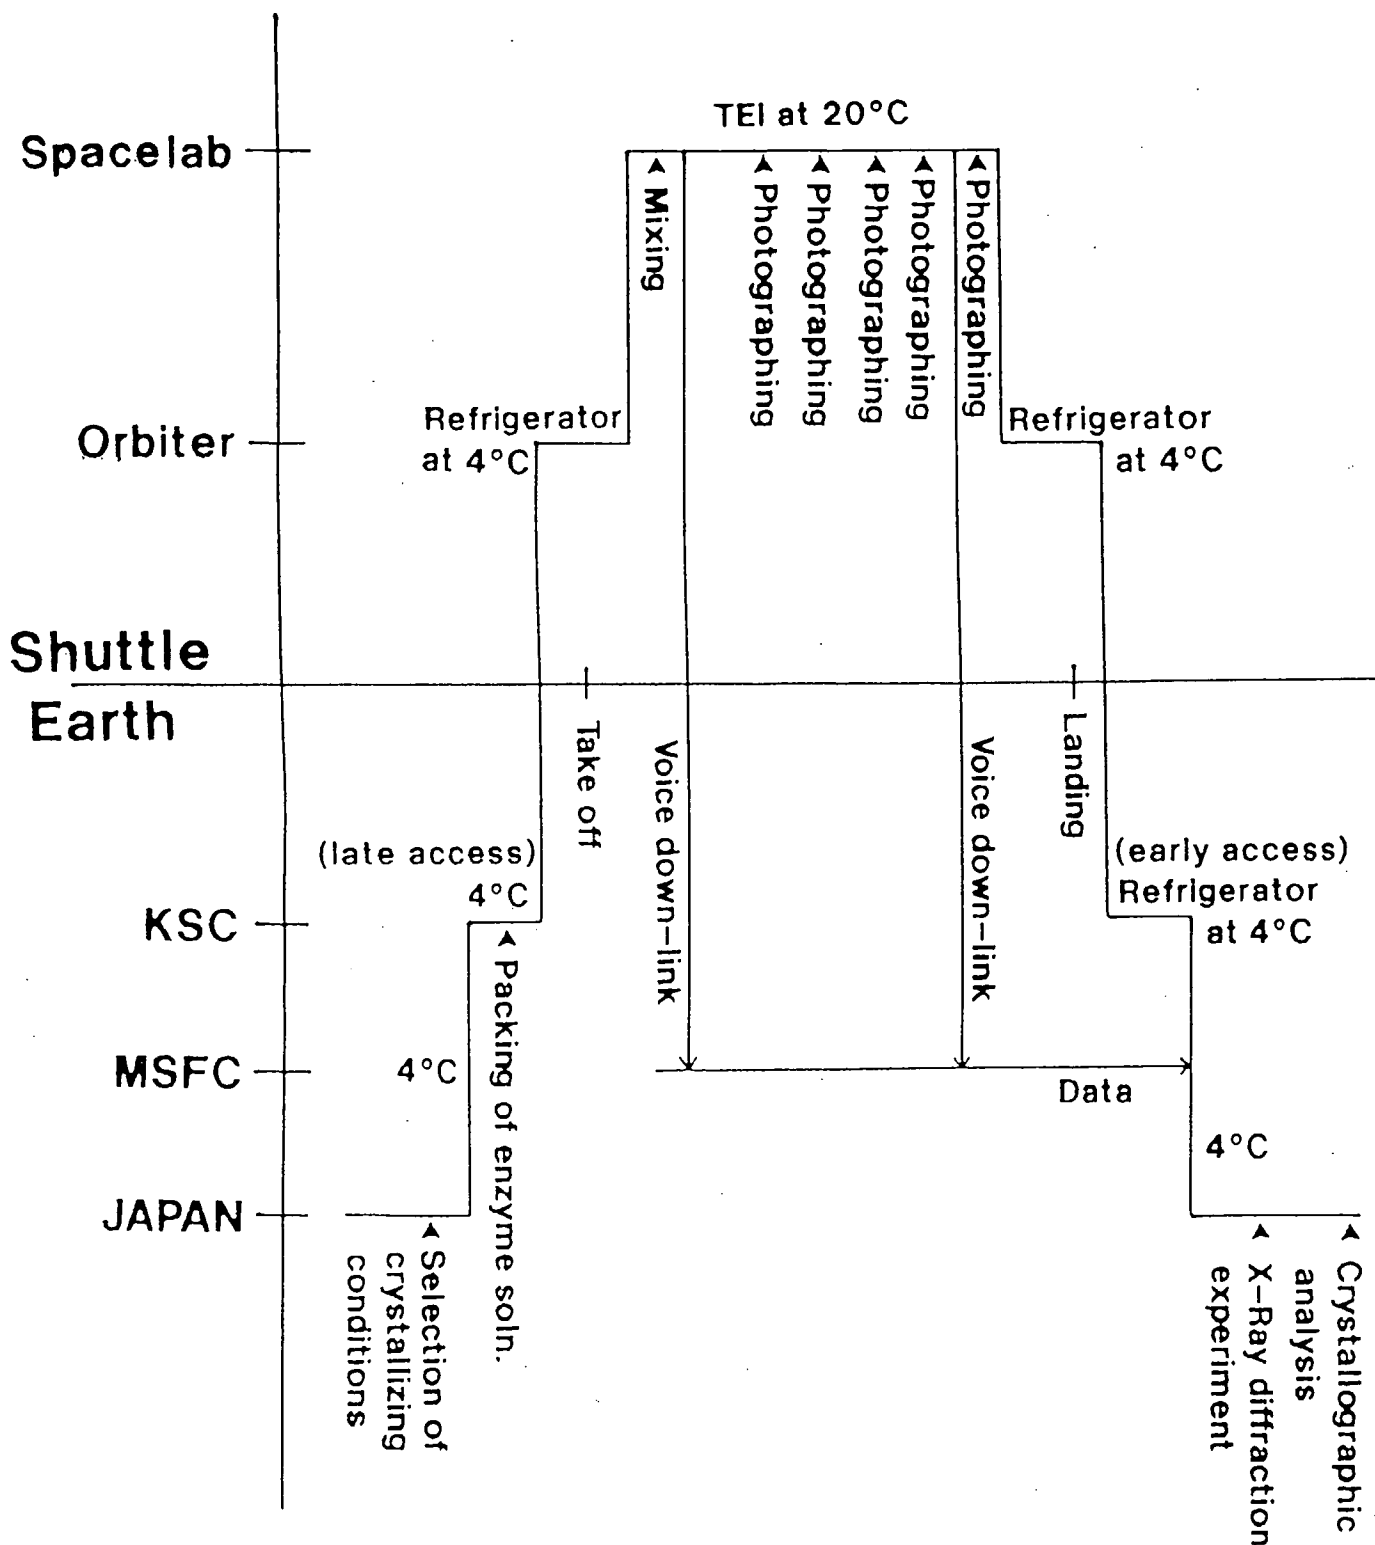 TEI at 20°C
Spacelab
Mixing
Photographing
Photographing
Photographing
Photographing
Photographing
Refrigerator
at 4°C
Orbiter
Refrigerator
at 4°C
Shuttle
Earth
Take off
Voice down-link
Voice down-link
Landing
(late access)
4°C
(early access)
Refrigerator
at 4°C
KSC
Packing of enzyme soln.
MSFC
4°C
Data
4°C
JAPAN
Selection of
crystallizing
conditions
X-Ray diffraction
experiment
Crystallographic
analysis